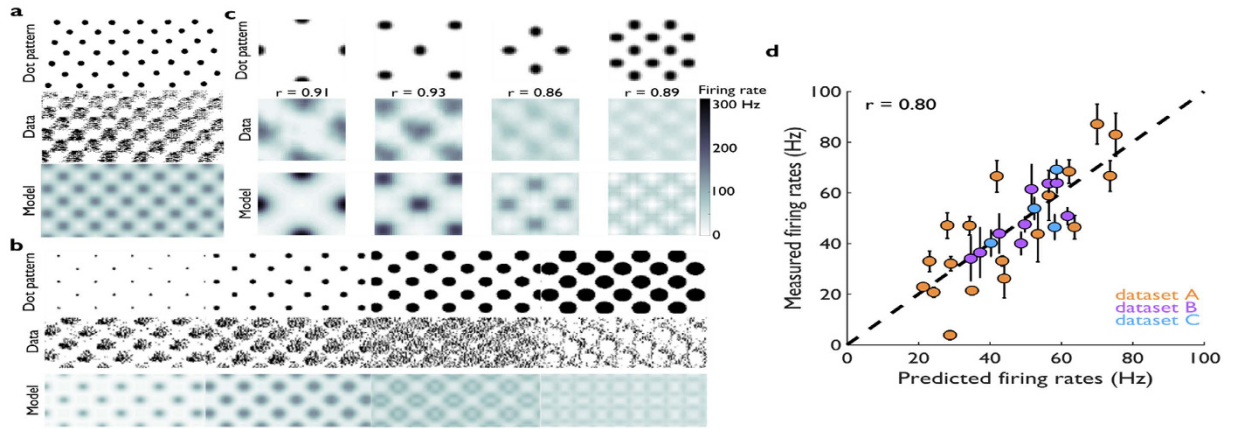 a
Dot pattern
Data
Model
b
Dot pattern
Data
Model
c
Dot pattern
r = 0.91
r = 0.93
r = 0.86
r = 0.89
Data
Model
Firing rate
300 Hz
200
100
0
d
r = 0.80
Measured firing rates (Hz)
100
80
60
40
20
0
0
20
40
60
80
100
Predicted firing rates (Hz)
dataset A
dataset B
dataset C